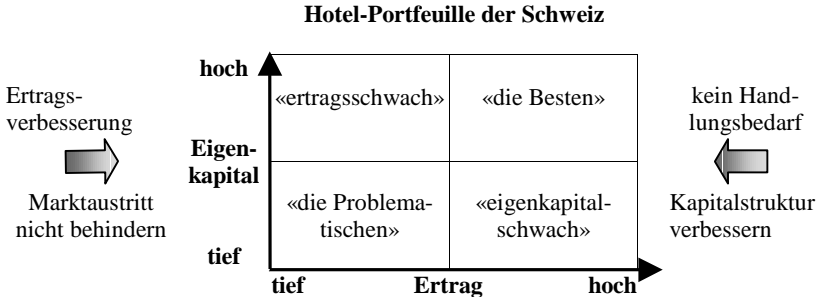 Hotel-Portfeuille der Schweiz
hoch
«ertragsschwach»
«die Besten»
Ertrags-
verbesserung
kein Hand-
lungsbedarf
Eigen-
kapital
Marktaustritt
nicht behindern
«die Problema-
tischen»
«eigenkapital-
schwach»
Kapitalstruktur
verbessern
tief
tief
Ertrag
hoch